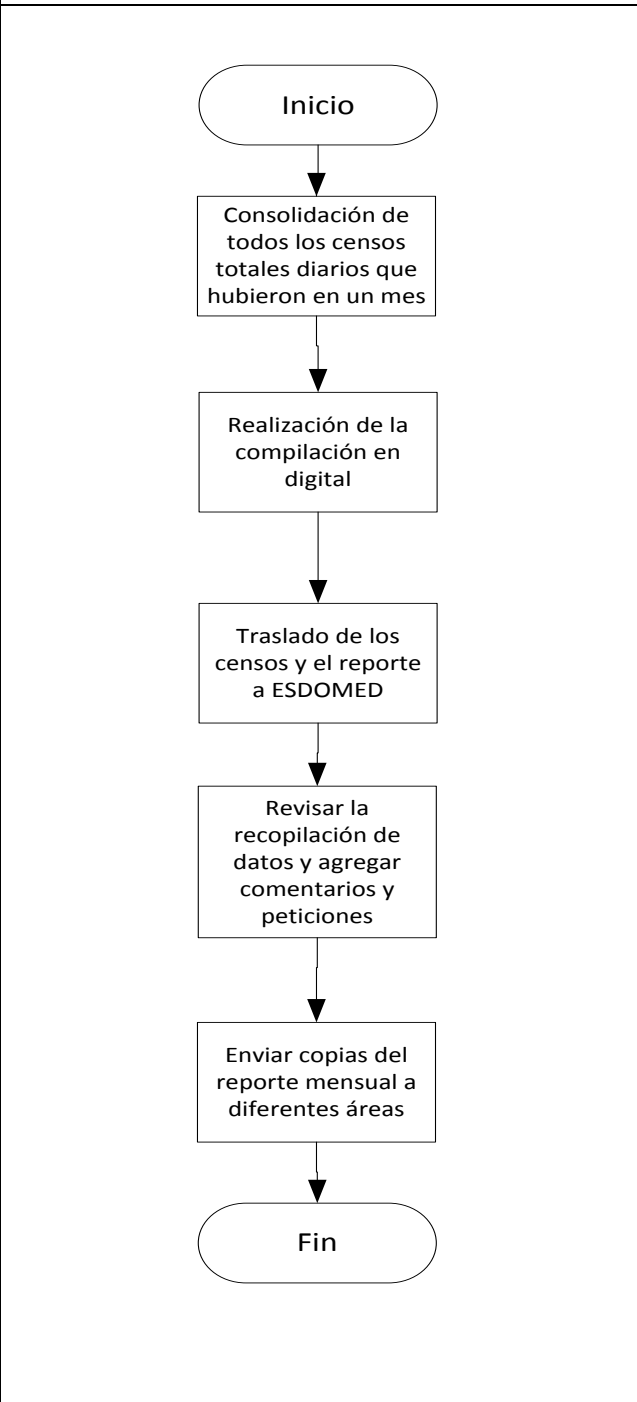 Inicio
Consolidación de
todos los censos
totales diarios que
hubieron en un mes
Realización de la
compilación en
digital
Traslado de los
censos y el reporte
a ESDOMED
Revisar la
recopilación de
datos y agregar
comentarios y
peticiones
Enviar copias del
reporte mensual a
diferentes áreas
Fin